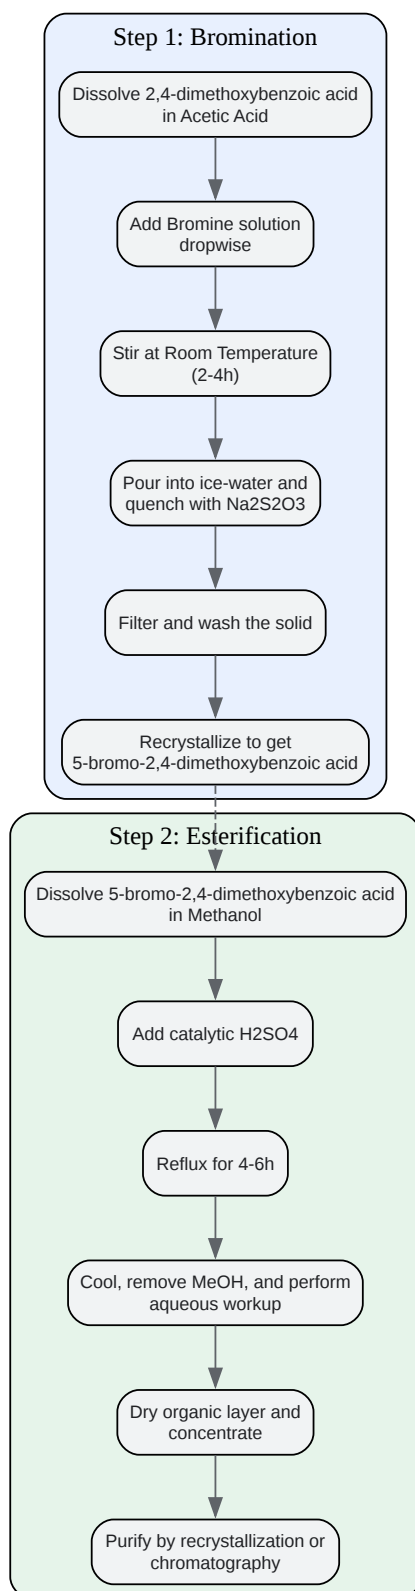 Step 1: Bromination
Dissolve 2,4-dimethoxybenzoic acid
in Acetic Acid
Add Bromine solution
dropwise
Stir at Room Temperature
(2-4h)
Pour into ice-water and
quench with Na2S2O3
Filter and wash the solid
Recrystallize to get
5-bromo-2,4-dimethoxybenzoic acid
Step 2: Esterification
Dissolve 5-bromo-2,4-dimethoxybenzoic acid
in Methanol
Add catalytic H2SO4
Reflux for 4-6h
Cool, remove MeOH, and perform
aqueous workup
Dry organic layer and
concentrate
Purify by recrystallization or
chromatography